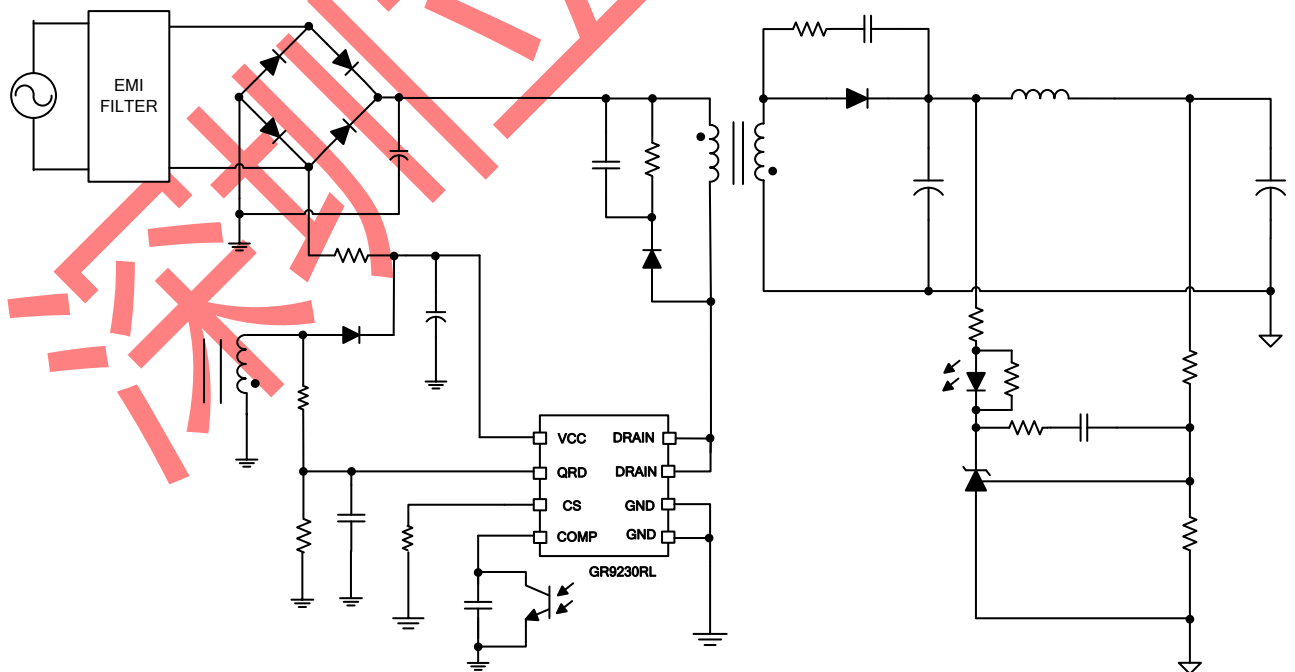 EMI
FILTER
VCC
DRAIN
QRD
DRAIN
CS
GND
COMP
GND
GR9230RL